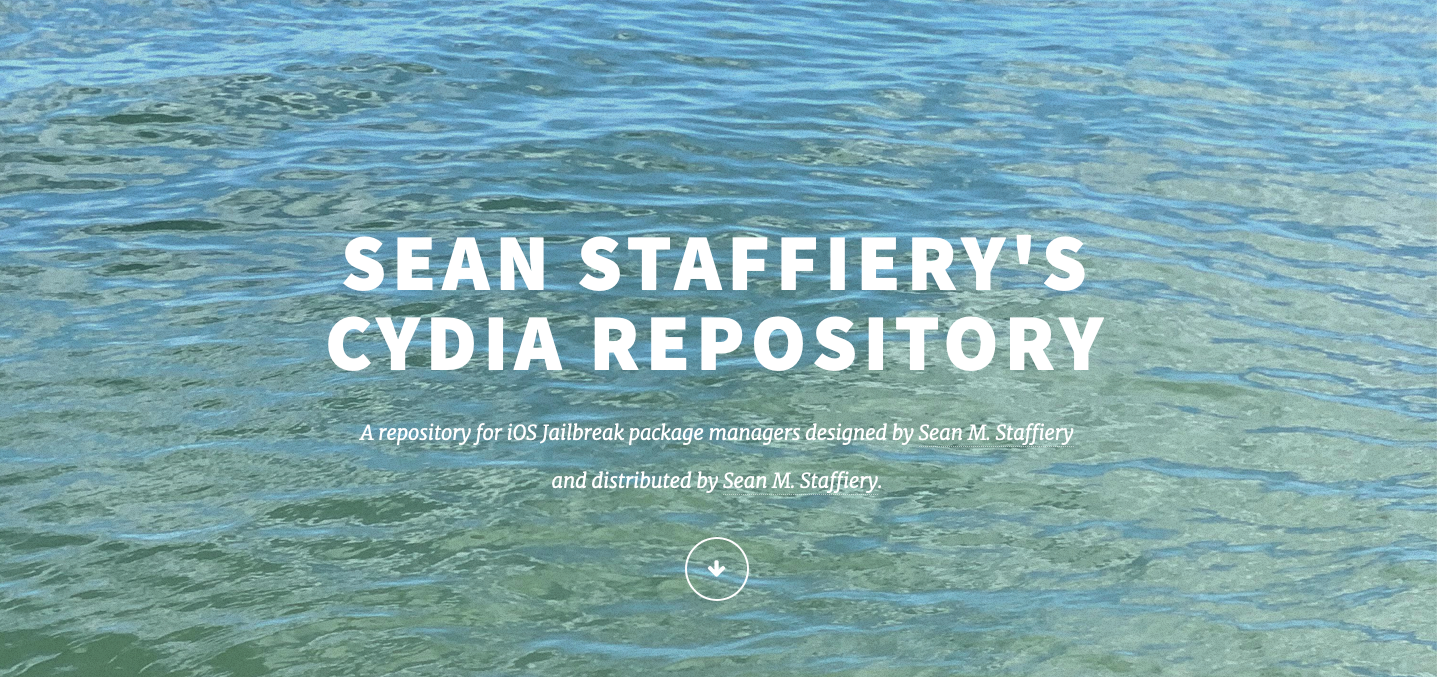 SEAN STAFFIERY'S
CYDIA REPOSITORY
A repository for iOS Jailbreak package managers designed by Sean M. Staffiery
and distributed by Sean M. Staffiery.